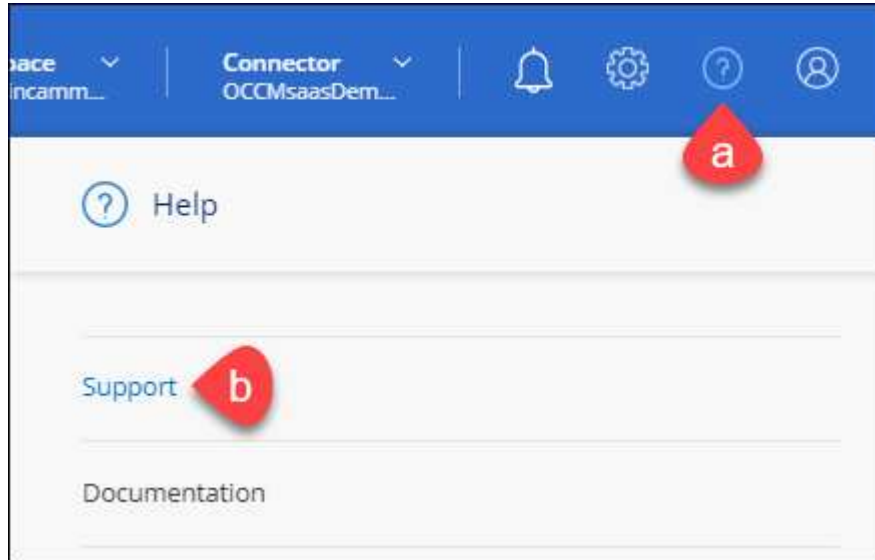 pace
Connector
incamm...
OCCMsaasDem...
?
a
? Help
Support
b
Documentation